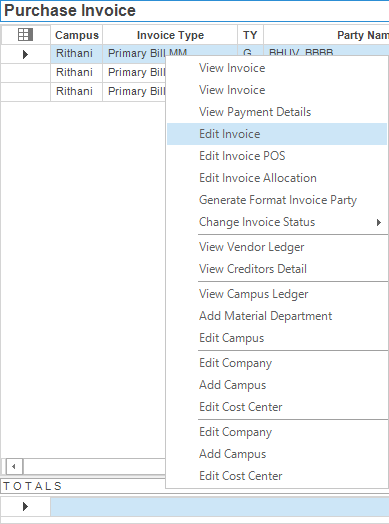 Purchase Invoice
Campus Invoice Type TY Party Nam
Rithani Primary Bill MM G BHUV BBBB
Rithani Primary Bill
Rithani Primary Bill
View Invoice
View Invoice
View Payment Details
Edit Invoice
Edit Invoice POS
Edit Invoice Allocation
Generate Format Invoice Party
Change Invoice Status
View Vendor Ledger
View Creditors Detail
View Campus Ledger
Add Material Department
Edit Campus
Edit Company
Add Campus
Edit Cost Center
Edit Company
Add Campus
Edit Cost Center
TOTALS